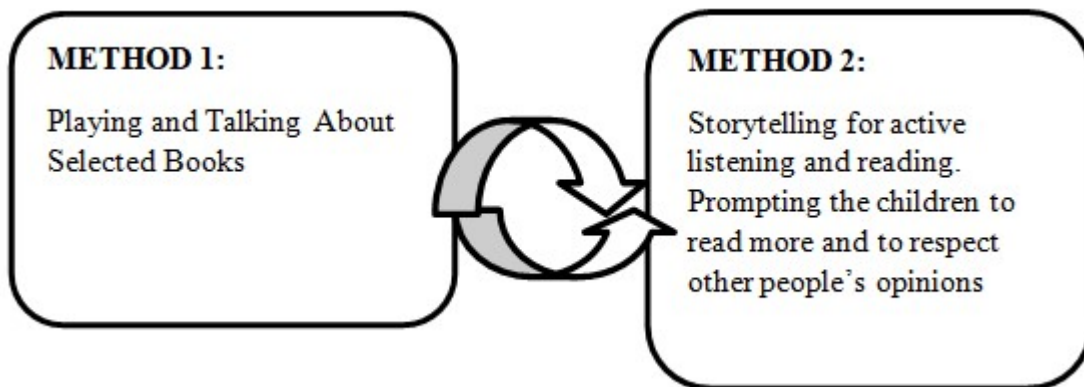 METHOD 1:
Playing and Talking About
Selected Books
METHOD 2:
Storytelling for active
listening and reading.
Prompting the children to
read more and to respect
other people’s opinions